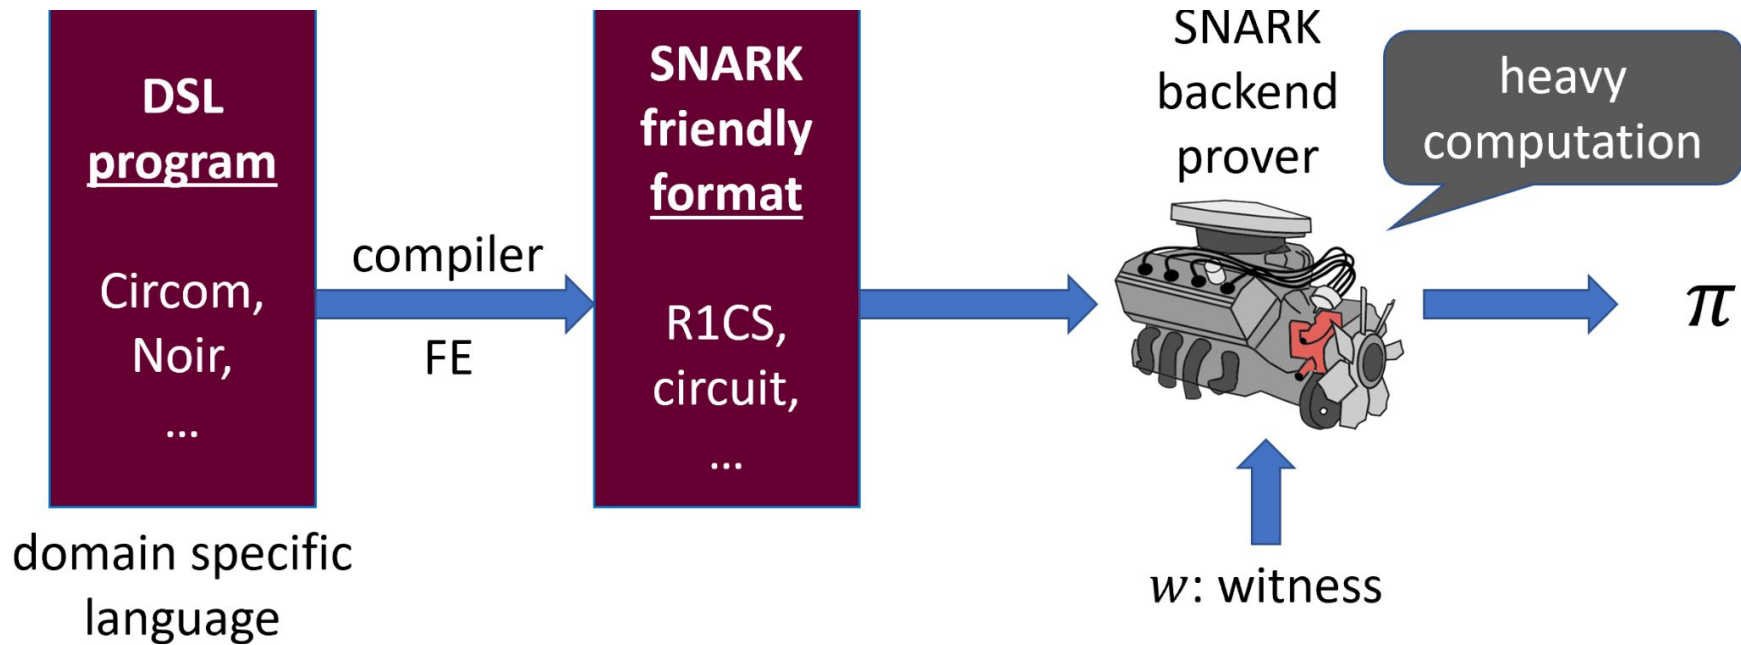 DSL
program
Circom,
Noir,
...
domain specific
language
compiler
FE
SNARK
friendly
format
R1CS,
circuit,
...
SNARK
backend
prover
heavy
computation
w: witness
π